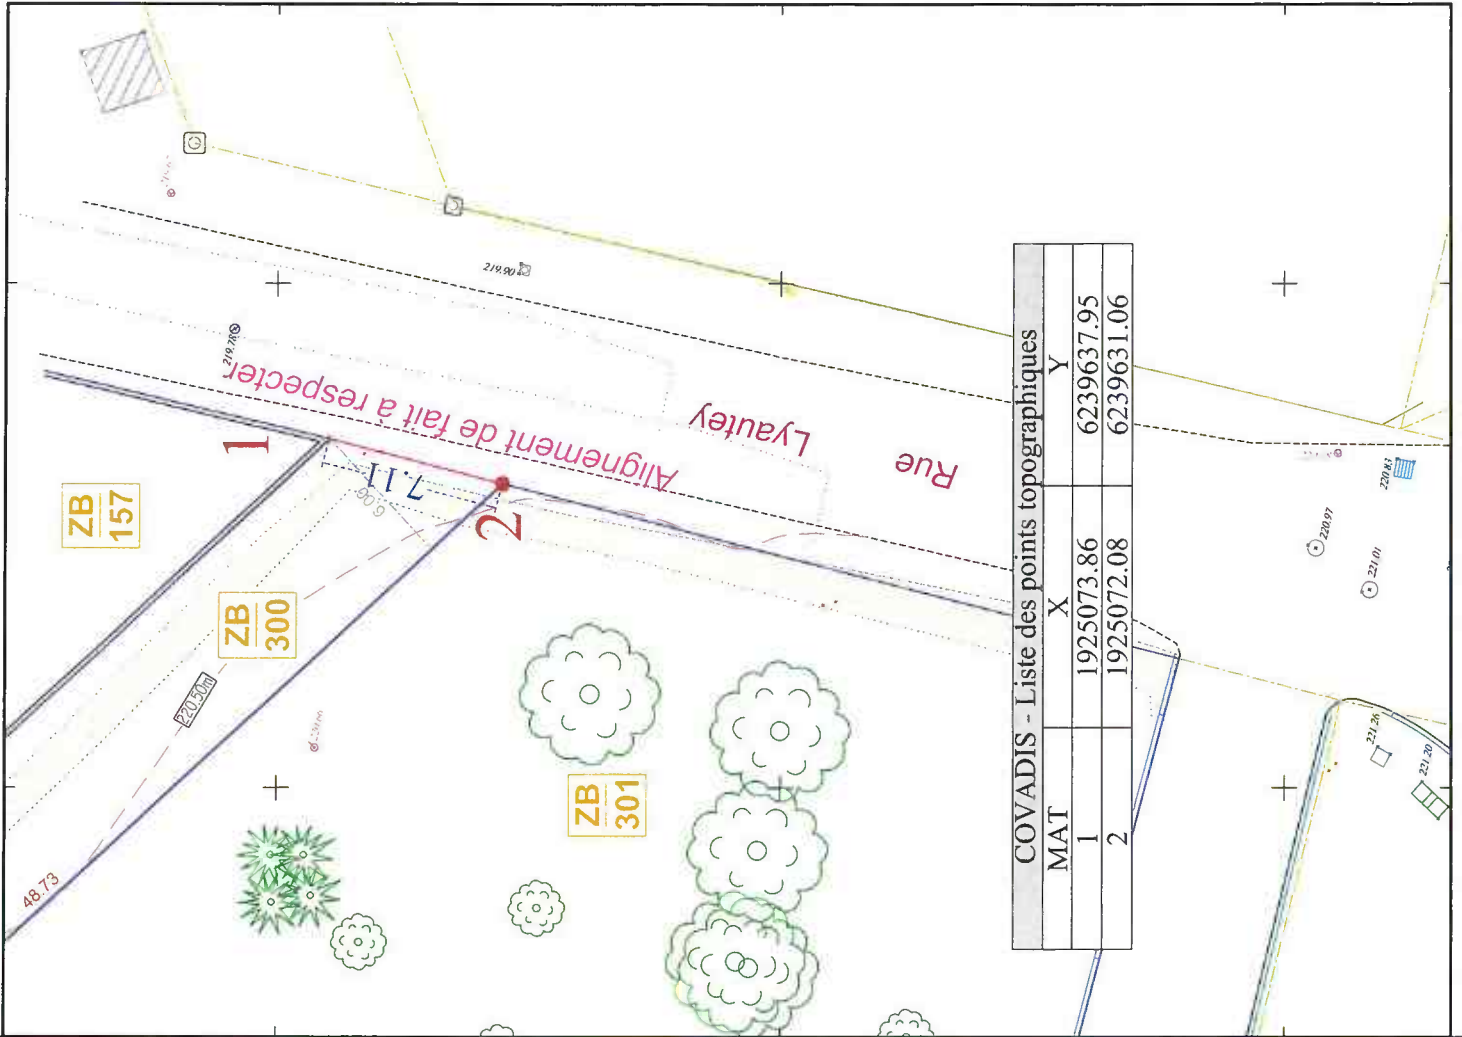 ZB
157
1
7.11
6.00
2
ZB
300
220.50m
48.73
ZB
301
219.78
219.90
Alignement de fait à respecter
Rue
Lyautey
COVADIS - Liste des points topographiques
MAT X Y
1 1925073.86 6239637.95
2 1925072.08 6239631.06
220.83
220.97
221.01
221.26
221.20